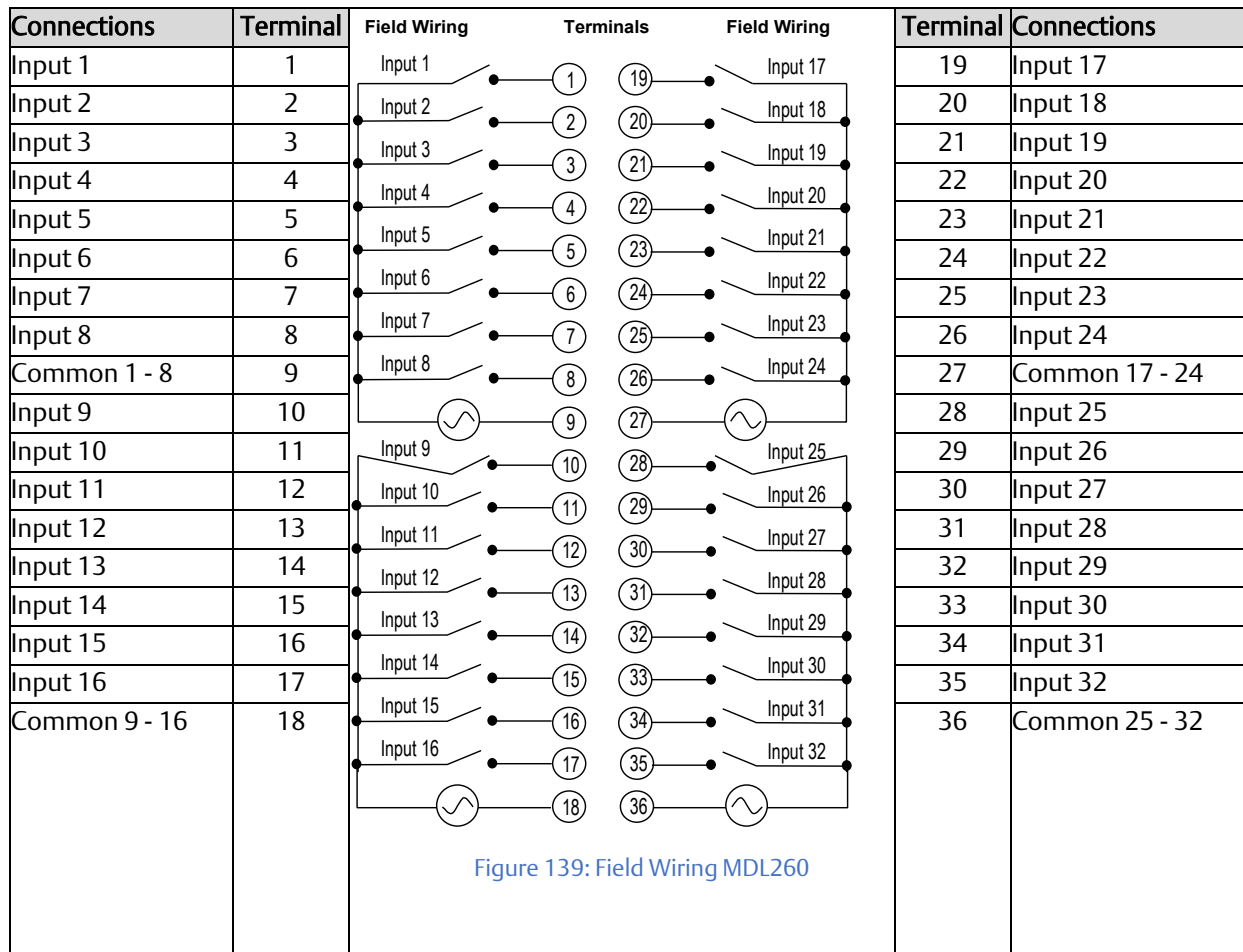 Connections Terminal Field Wiring Terminals Field Wiring Terminal Connections
Input 1 1 Input 1 1 19 Input 17 19 Input 17
Input 2 2 Input 2 2 20 Input 18 20 Input 18
Input 3 3 Input 3 3 21 Input 19 21 Input 19
Input 4 4 Input 4 4 22 Input 20 22 Input 20
Input 5 5 Input 5 5 23 Input 21 23 Input 21
Input 6 6 Input 6 6 24 Input 22 24 Input 22
Input 7 7 Input 7 7 25 Input 23 25 Input 23
Input 8 8 Input 8 8 26 Input 24 26 Input 24
Common 1 - 8 9 9 27 27 Common 17 - 24
Input 9 10 Input 9 10 28 Input 25 28 Input 25
Input 10 11 Input 10 11 29 Input 26 29 Input 26
Input 11 12 Input 11 12 30 Input 27 30 Input 27
Input 12 13 Input 12 13 31 Input 28 31 Input 28
Input 13 14 Input 13 14 32 Input 29 32 Input 29
Input 14 15 Input 14 15 33 Input 30 33 Input 30
Input 15 16 Input 15 16 34 Input 31 34 Input 31
Input 16 17 Input 16 17 35 Input 32 35 Input 32
Common 9 - 16 18 18 36 36 Common 25 - 32
Figure 139: Field Wiring MDL260